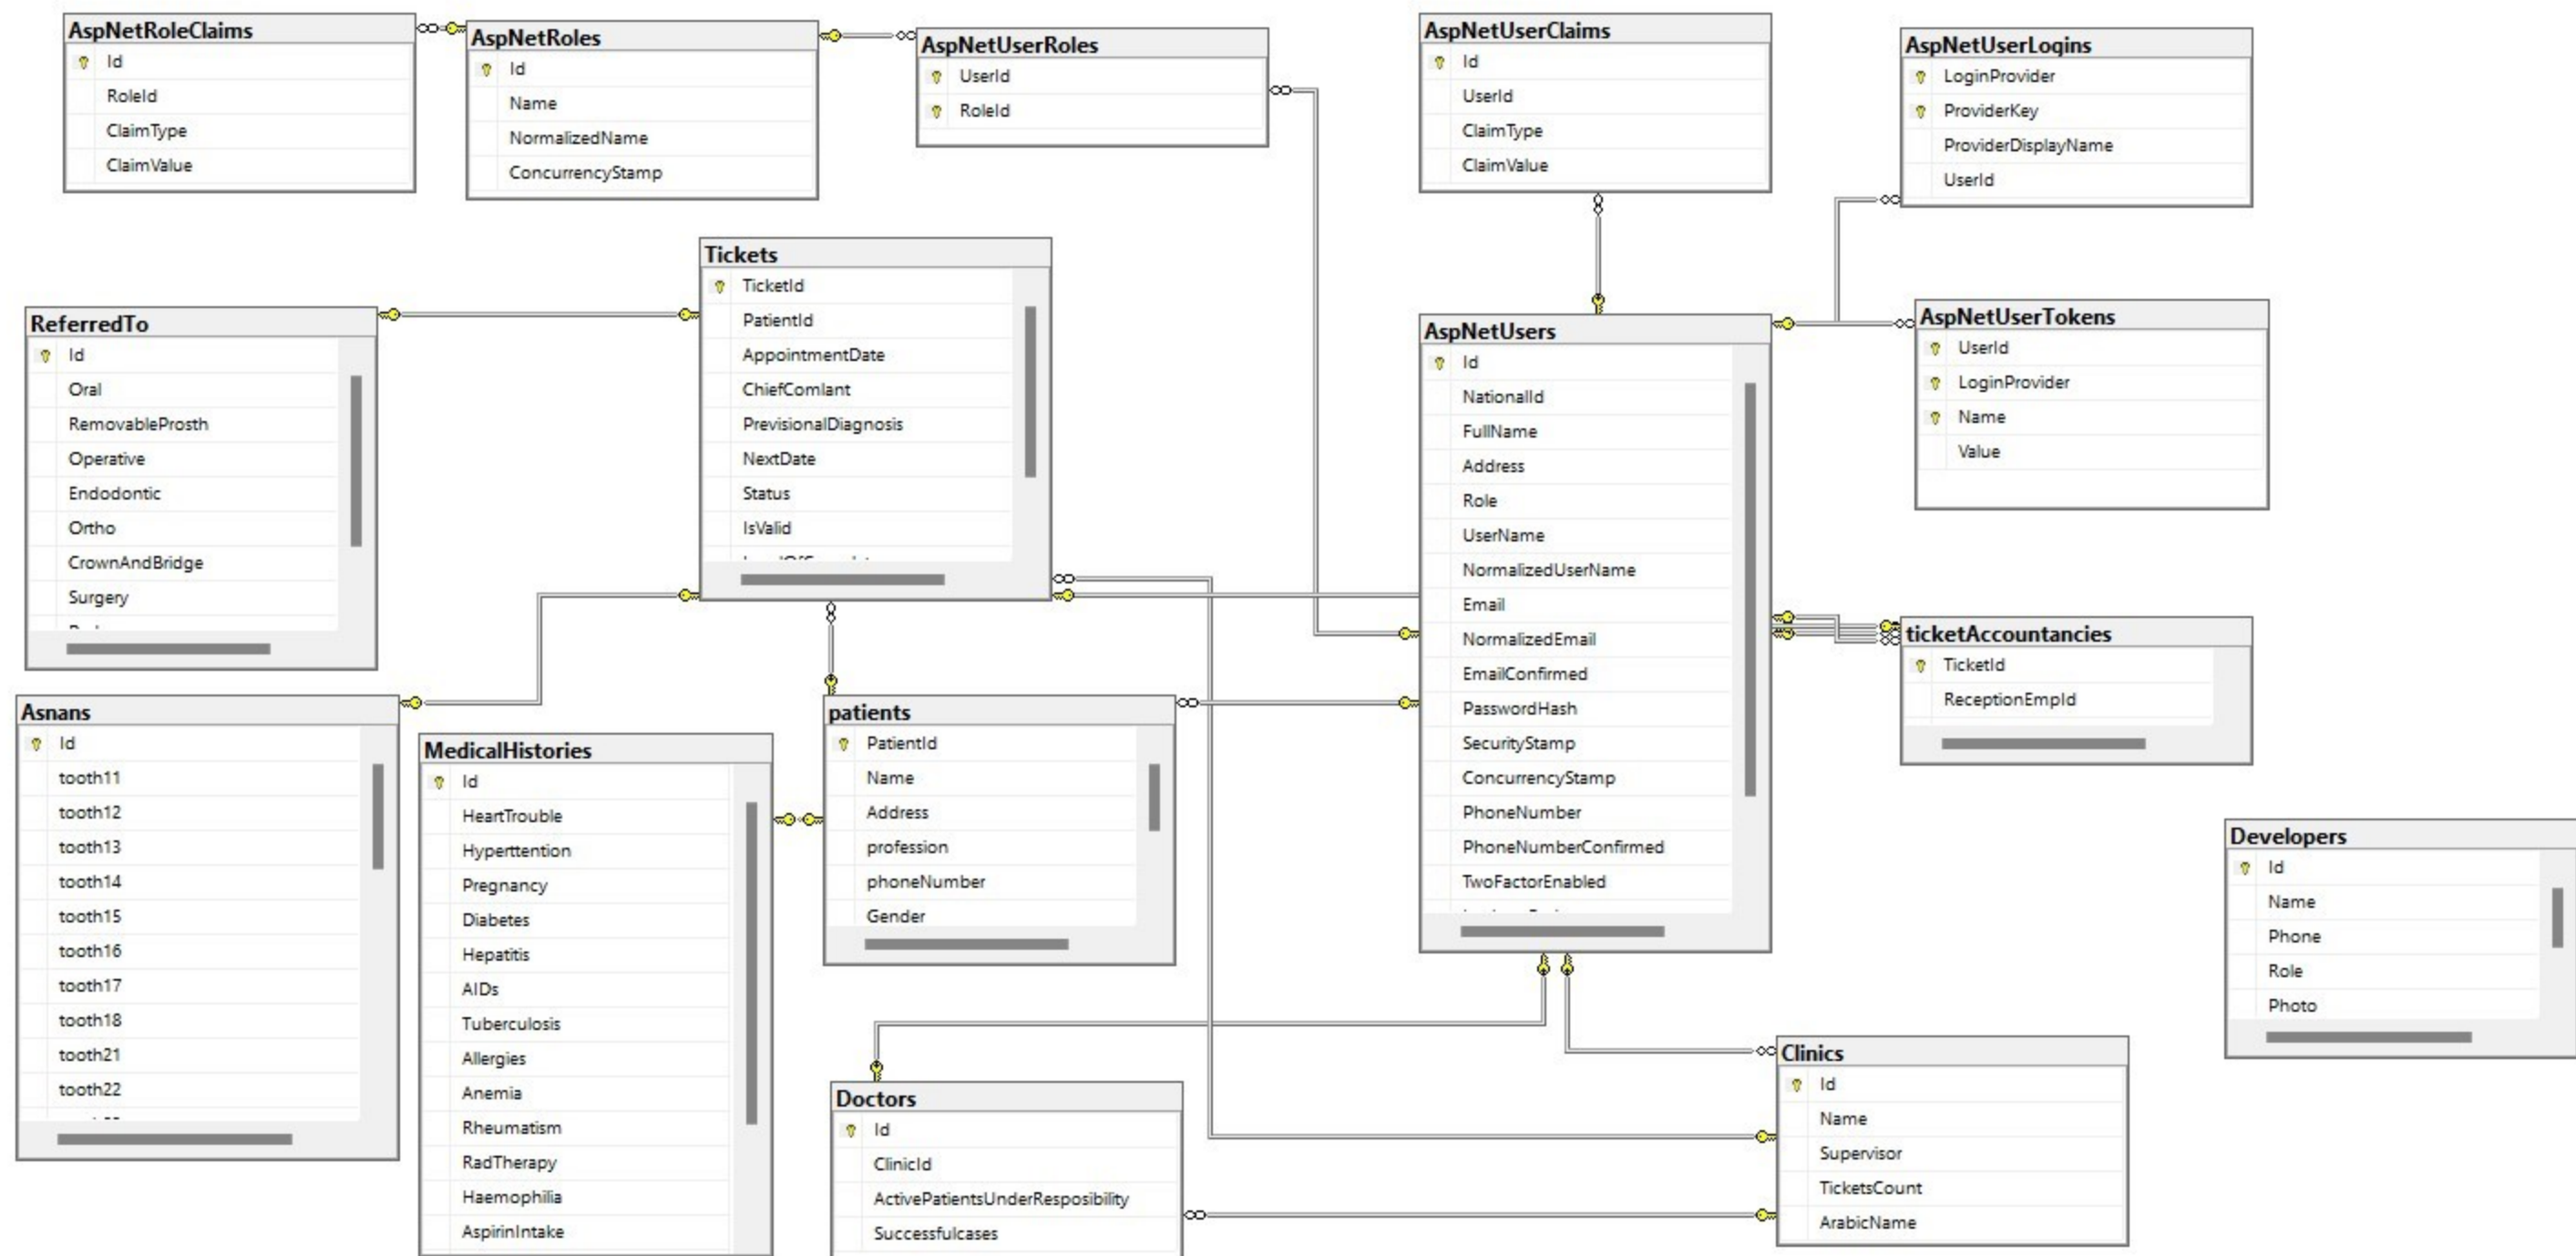 AspNetRoleClaims
Id
RoleId
ClaimType
ClaimValue
AspNetRoles
Id
Name
NormalizedName
ConcurrencyStamp
AspNetUserRoles
UserId
RoleId
AspNetUserClaims
Id
UserId
ClaimType
ClaimValue
AspNetUserLogins
LoginProvider
ProviderKey
ProviderDisplayName
UserId
Tickets
TicketId
PatientId
AppointmentDate
ChiefComlant
PrevisionalDiagnosis
NextDate
Status
IsValid
ReferredTo
Id
Oral
RemovableProsth
Operative
Endodontic
Ortho
CrownAndBridge
Surgery
AspNetUsers
Id
NationalId
FullName
Address
Role
UserName
NormalizedUserName
Email
NormalizedEmail
EmailConfirmed
PasswordHash
SecurityStamp
ConcurrencyStamp
PhoneNumber
PhoneNumberConfirmed
TwoFactorEnabled
AspNetUserTokens
UserId
LoginProvider
Name
Value
ticketAccountancies
TicketId
ReceptionEmpId
Asnans
Id
tooth11
tooth12
tooth13
tooth14
tooth15
tooth16
tooth17
tooth18
tooth21
tooth22
MedicalHistories
Id
HeartTrouble
Hyperttention
Pregnancy
Diabetes
Hepatitis
AIDs
Tuberculosis
Allergies
Anemia
Rheumatism
RadTherapy
Haemophilia
AspirinIntake
patients
PatientId
Name
Address
profession
phoneNumber
Gender
Developers
Id
Name
Phone
Role
Photo
Doctors
Id
ClinicId
ActivePatientsUnderResposibility
Successfulcases
Clinics
Id
Name
Supervisor
TicketsCount
ArabicName